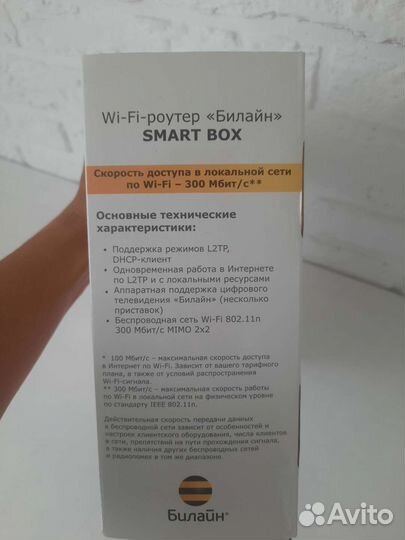 Wi-Fi-роутер «Билайн»
SMART BOX
Скорость доступа в локальной сети
по Wi-Fi – 300 Мбит/с**
Основные технические
характеристики:
• Поддержка режимов L2TP,
DHCP-клиент
• Одновременная работа в Интернете
по L2TP и с локальными ресурсами
• Аппаратная поддержка цифрового
телевидения «Билайн» (несколько
приставок)
• Беспроводная сеть Wi-Fi 802.11n
300 Мбит/с MIMO 2x2
* 100 Мбит/с – максимальная скорость доступа
в Интернет по Wi-Fi. Зависит от вашего тарифного
плана, а также от условий распространения
Wi-Fi-сигнала.
** 300 Мбит/с – максимальная скорость работы
по Wi-Fi в локальной сети на физическом уровне
по стандарту IEEE 802.11n.
Действительная скорость передачи данных
в беспроводной сети зависит от особенностей и
настроек клиентского оборудования, числа клиентов
в сети, препятствий на пути прохождения сигнала,
а также наличия других беспроводных сетей
и радиопомех в том же диапазоне.
Билайн®
Avito